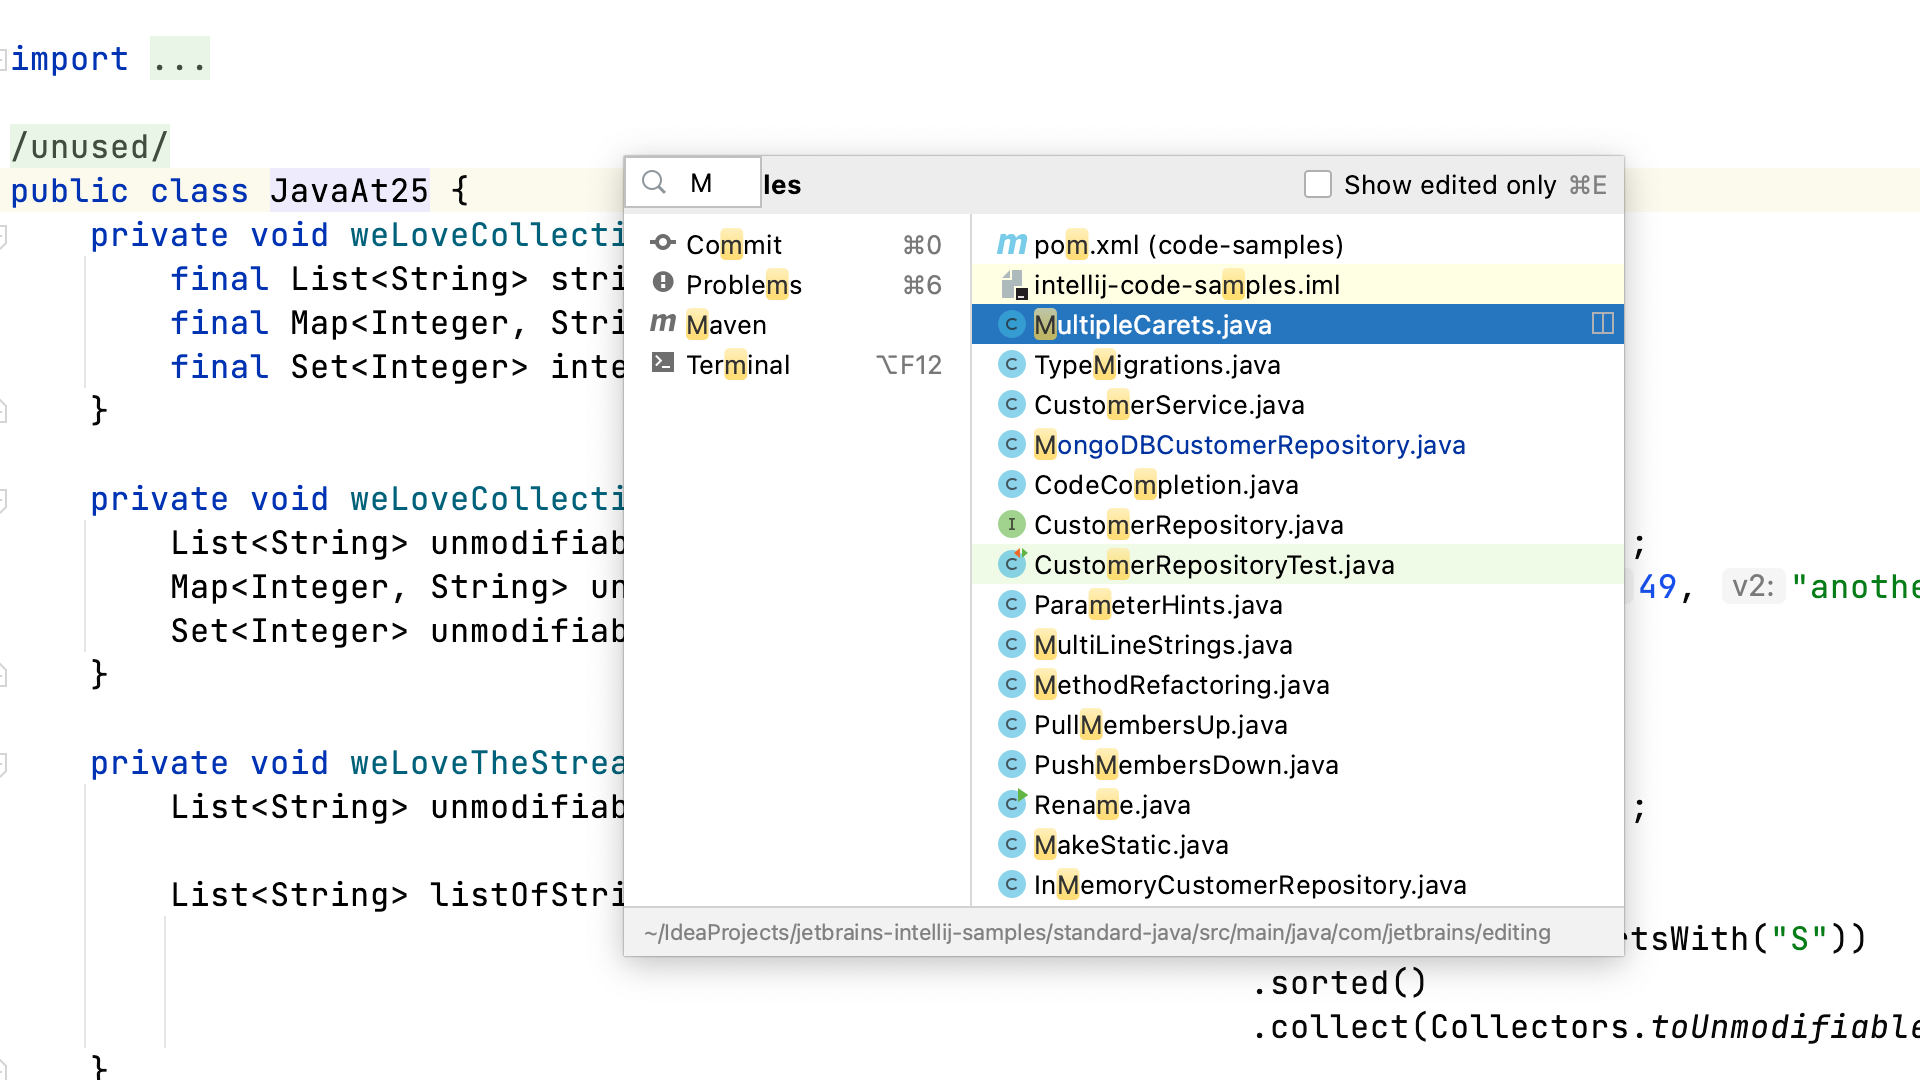 import ...
/unused/
public class JavaAt25 {
private void weLoveCollecti
final List<String> stri
final Map<Integer, Stri
final Set<Integer> inte
}
private void weLoveCollecti
List<String> unmodifiab
;
Map<Integer, String> un
49, v2: "anothe
Set<Integer> unmodifiab
}
private void weLoveTheStrea
List<String> unmodifiab
;
List<String> listOfStri
rtsWith("S"))
.sorted()
.collect(Collectors.toUnmodifiable
}
M
les
Show edited only ⌘E
Commit ⌘0
Problems ⌘6
Maven
Terminal ⌥F12
pom.xml (code-samples)
intellij-code-samples.iml
MultipleCarets.java
TypeMigrations.java
CustomerService.java
MongoDBCustomerRepository.java
CodeCompletion.java
CustomerRepository.java
CustomerRepositoryTest.java
ParameterHints.java
MultiLineStrings.java
MethodRefactoring.java
PullMembersUp.java
PushMembersDown.java
Rename.java
MakeStatic.java
InMemoryCustomerRepository.java
~/IdeaProjects/jetbrains-intellij-samples/standard-java/src/main/java/com/jetbrains/editing